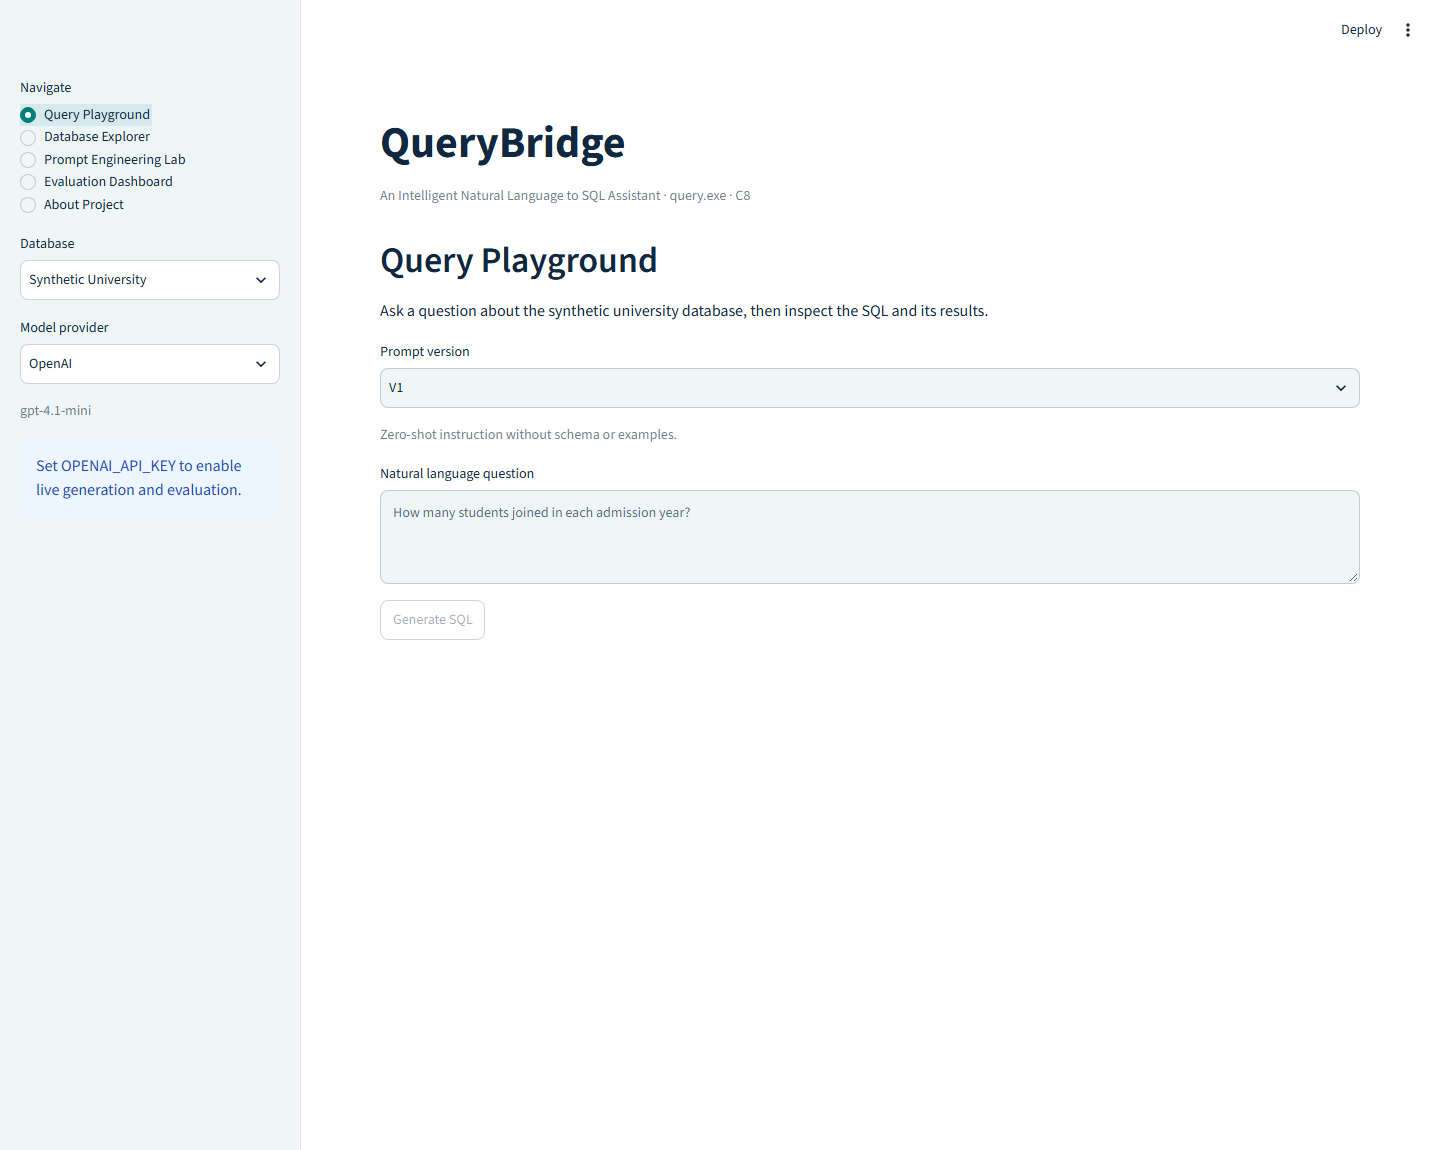 Deploy
Navigate
Query Playground
Database Explorer
Prompt Engineering Lab
Evaluation Dashboard
About Project
Database
Synthetic University
Model provider
OpenAI
gpt-4.1-mini
Set OPENAI_API_KEY to enable
live generation and evaluation.
QueryBridge
An Intelligent Natural Language to SQL Assistant · query.exe · C8
Query Playground
Ask a question about the synthetic university database, then inspect the SQL and its results.
Prompt version
V1
Zero-shot instruction without schema or examples.
Natural language question
How many students joined in each admission year?
Generate SQL